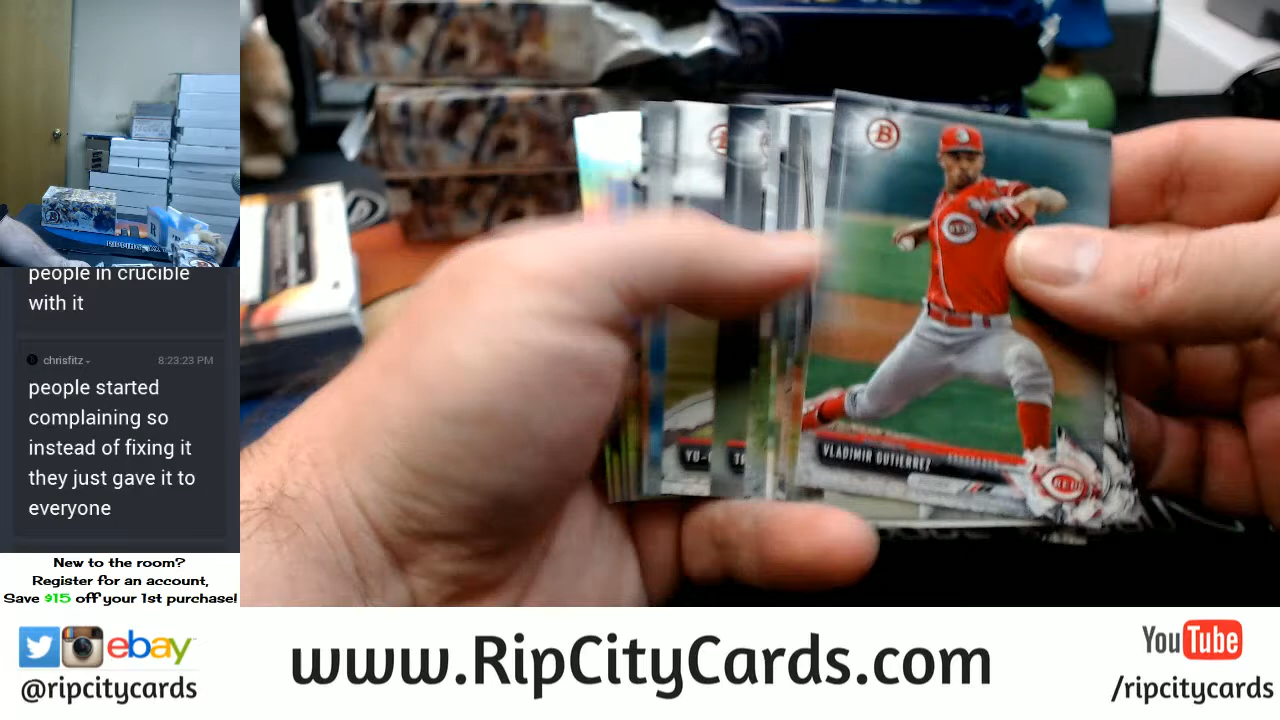 people in crucible
with it
chrisfitz
8:23:23 PM
people started
complaining so
instead of fixing it
they just gave it to
everyone
New to the room?
Register for an account,
Save $15 off your 1st purchase!
ebay
@ripcitycards
www.RipCityCards.com
YouTube
/ripcitycards
B
VLADIMIR GUTIERREZ
REDS
YU-